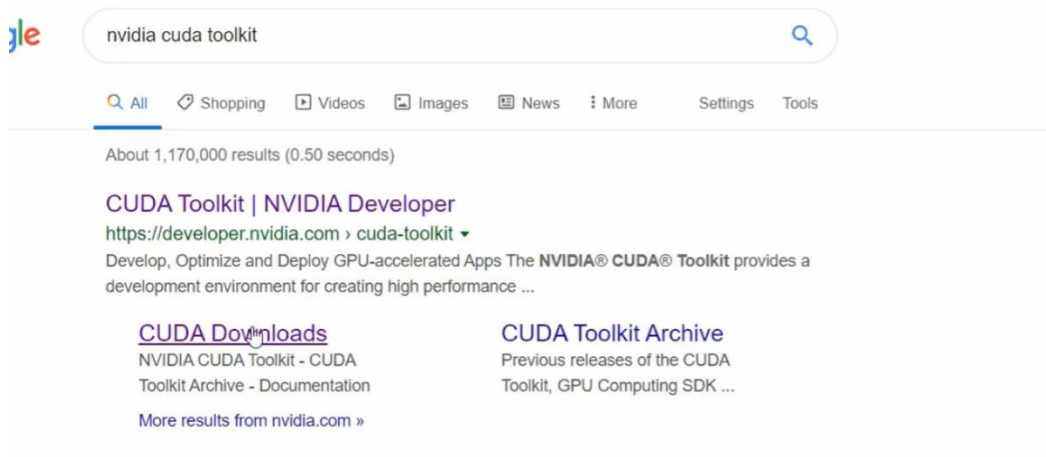 gle
nvidia cuda toolkit
All Shopping Videos Images News More Settings Tools
About 1,170,000 results (0.50 seconds)
CUDA Toolkit | NVIDIA Developer
https://developer.nvidia.com › cuda-toolkit
Develop, Optimize and Deploy GPU-accelerated Apps The NVIDIA® CUDA® Toolkit provides a
development environment for creating high performance ...
CUDA Downloads
NVIDIA CUDA Toolkit - CUDA
Toolkit Archive - Documentation
CUDA Toolkit Archive
Previous releases of the CUDA
Toolkit, GPU Computing SDK ...
More results from nvidia.com »